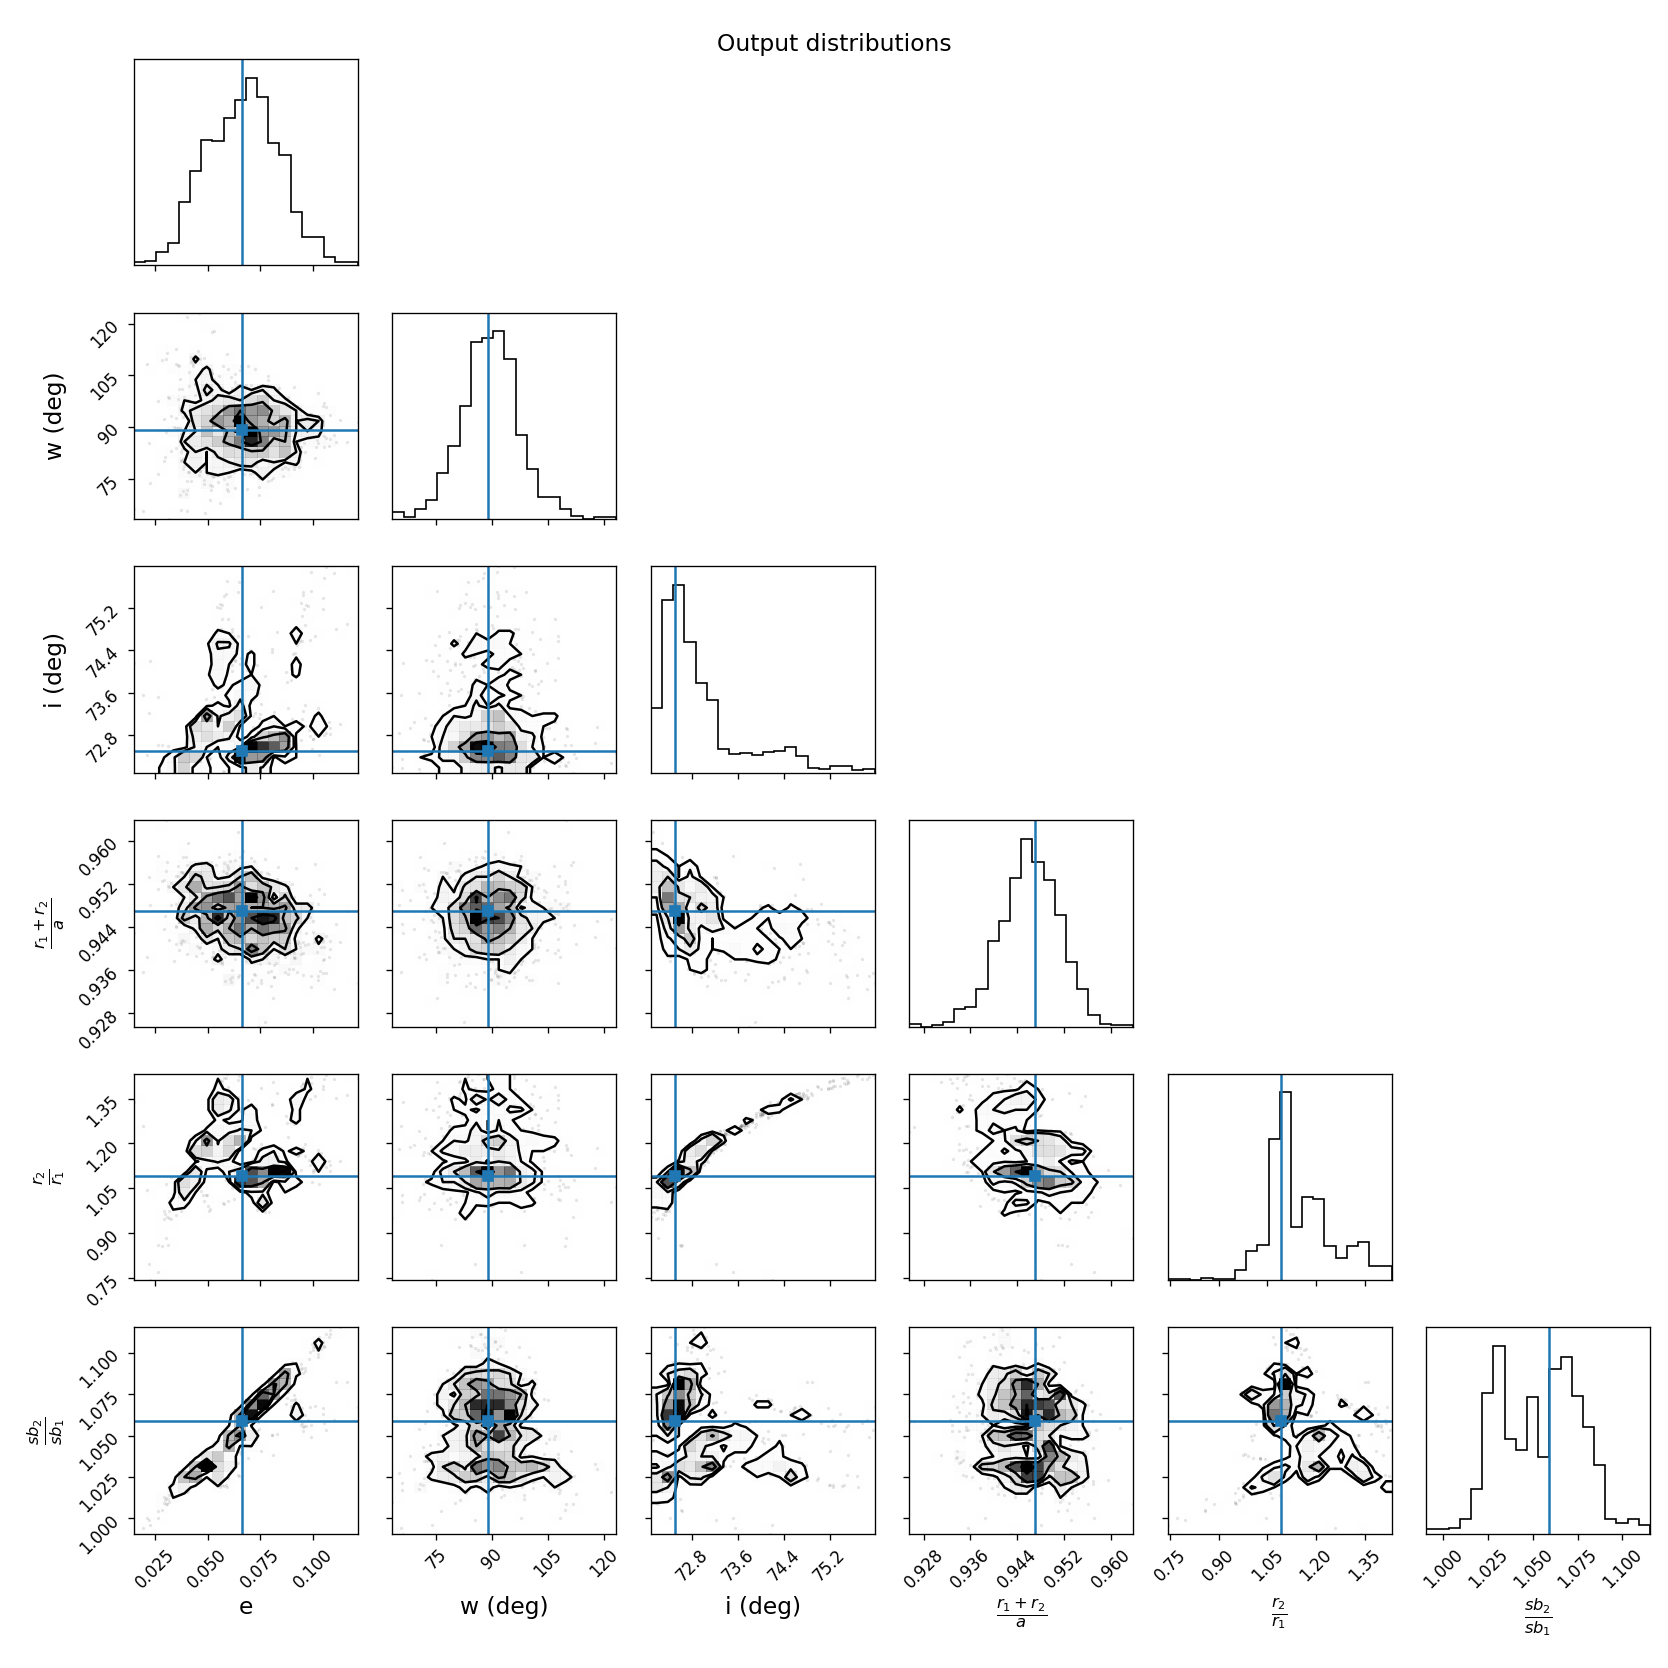 Output distributions
120
105
90
75
w (deg)
75.2
74.4
73.6
72.8
i (deg)
0.960
0.952
0.944
0.936
0.928
r₁ + r₂
a
1.35
1.20
1.05
0.90
0.75
r₂
r₁
1.100
1.075
1.050
1.025
1.000
sb₂
sb₁
0.025 0.050 0.075 0.100
75 90 105 120
72.8 73.6 74.4 75.2
0.928 0.936 0.944 0.952 0.960
0.75 0.90 1.05 1.20 1.35
1.000 1.025 1.050 1.075 1.100
e
w (deg)
i (deg)
r₁ + r₂
a
r₂
r₁
sb₂
sb₁